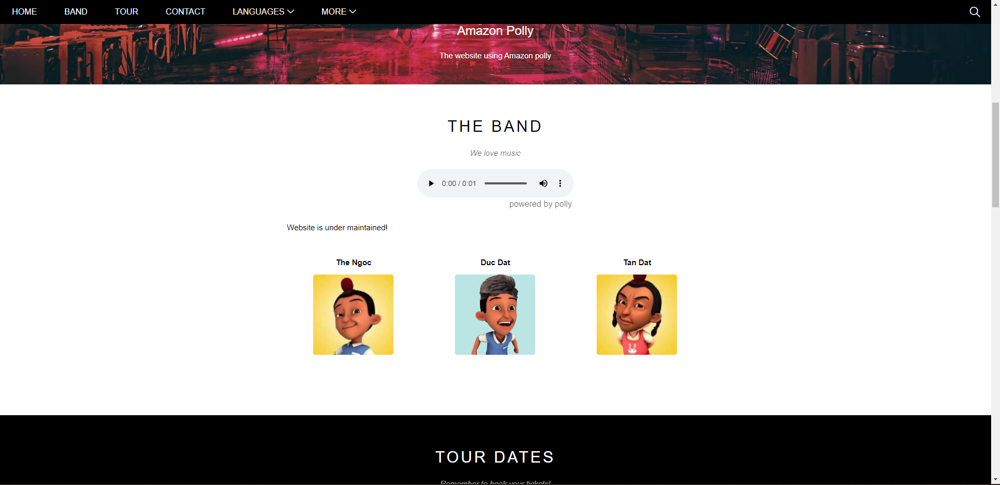 HOME BAND TOUR CONTACT LANGUAGES MORE
Amazon Polly
The website using Amazon polly
THE BAND
We love music
0:00 / 0:01
powered by polly
Website is under maintained!
The Ngoc Duc Dat Tan Dat
TOUR DATES
Remember to book your tickets!